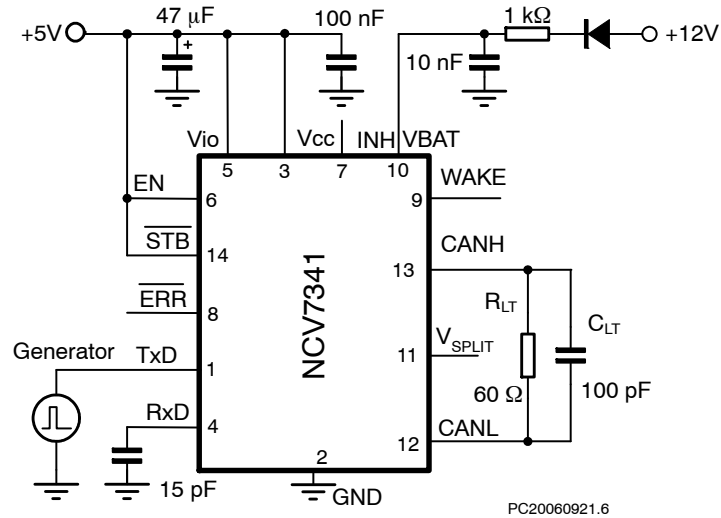 47 μF
100 nF
1 kΩ
+5V
+
+12V
10 nF
Vio
Vcc
INH
VBAT
5
3
7
10
EN
6
9
WAKE
STB
14
CANH
13
ERR
8
NCV7341
RLT
CLT
Generator
TxD
1
11
VSPLIT
60 Ω
100 pF
RxD
4
12
CANL
2
15 pF
GND
PC20060921.6